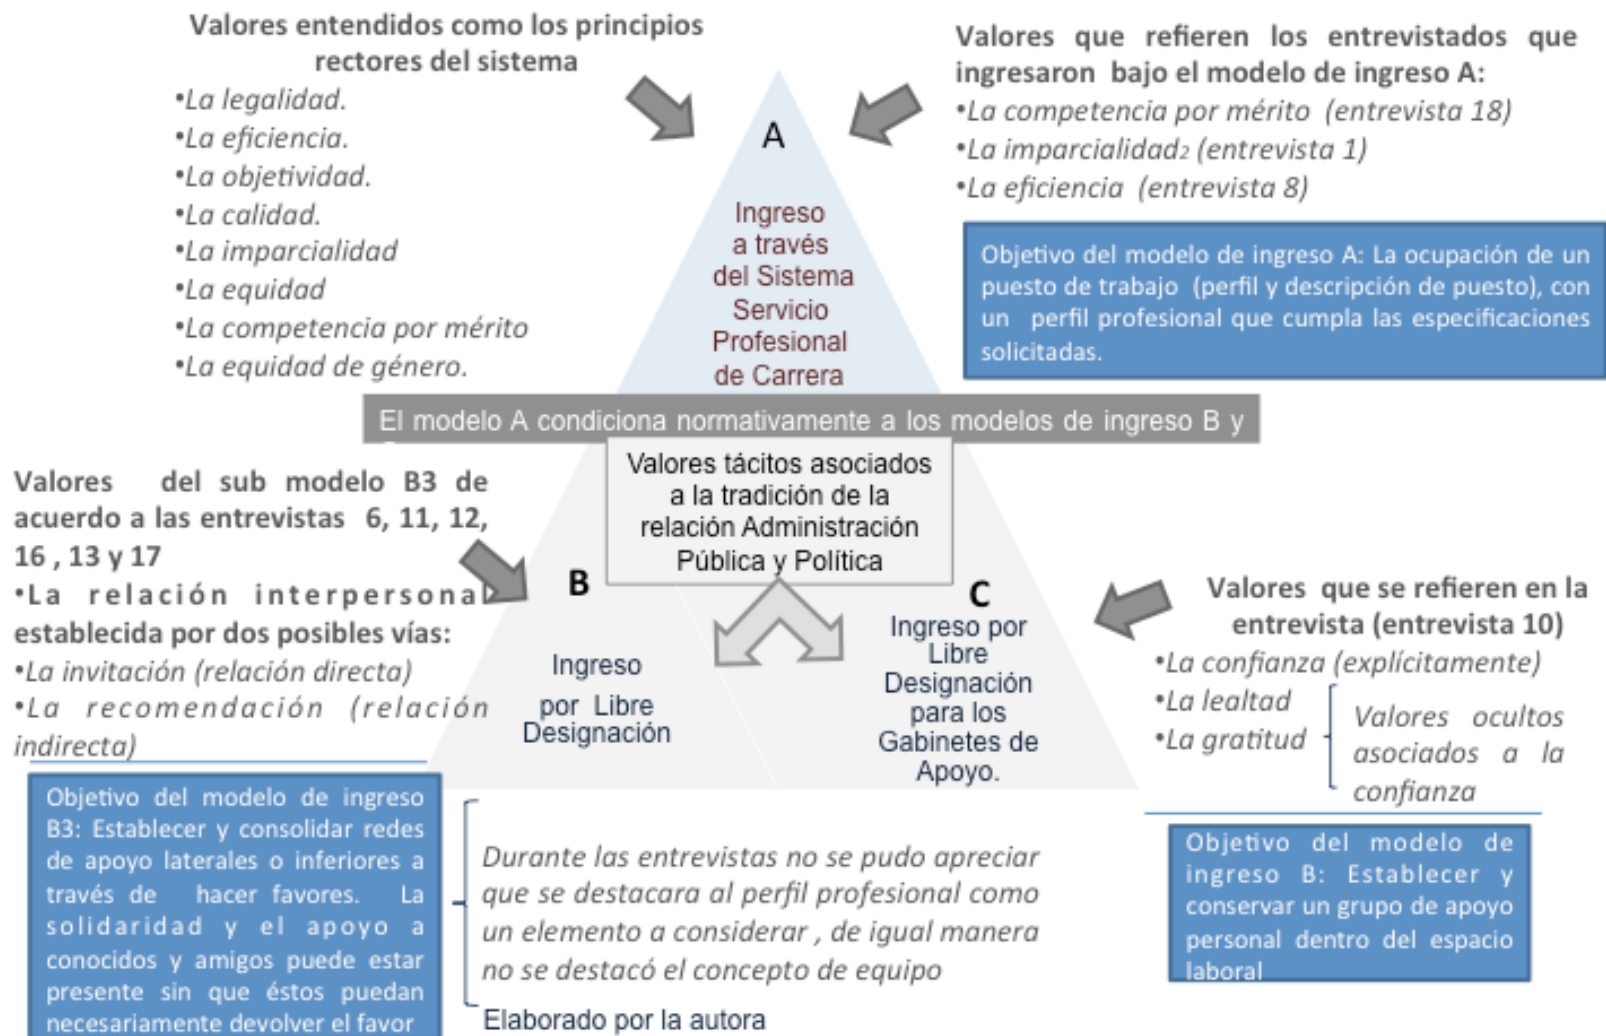 Valores entendidos como los principios
rectores del sistema
•La legalidad.
•La eficiencia.
•La objetividad.
•La calidad.
•La imparcialidad
•La equidad
•La competencia por mérito
•La equidad de género.
Valores que refieren los entrevistados que
ingresaron bajo el modelo de ingreso A:
•La competencia por mérito (entrevista 18)
•La imparcialidad2 (entrevista 1)
•La eficiencia (entrevista 8)
Objetivo del modelo de ingreso A: La ocupación de un
puesto de trabajo (perfil y descripción de puesto), con
un perfil profesional que cumpla las especificaciones
solicitadas.
A
Ingreso
a través
del Sistema
Servicio
Profesional
de Carrera
El modelo A condiciona normativamente a los modelos de ingreso B y
Valores tácitos asociados
a la tradición de la
relación Administración
Pública y Política
Valores del sub modelo B3 de
acuerdo a las entrevistas 6, 11, 12,
16 , 13 y 17
•La relación interpersonal
establecida por dos posibles vías:
•La invitación (relación directa)
•La recomendación (relación
indirecta)
B
Ingreso
por Libre
Designación
C
Ingreso por
Libre
Designación
para los
Gabinetes de
Apoyo.
Valores que se refieren en la
entrevista (entrevista 10)
•La confianza (explícitamente)
•La lealtad
•La gratitud
Valores ocultos
asociados a la
confianza
Objetivo del modelo de ingreso
B3: Establecer y consolidar redes
de apoyo laterales o inferiores a
través de hacer favores. La
solidaridad y el apoyo a
conocidos y amigos puede estar
presente sin que éstos puedan
necesariamente devolver el favor
Durante las entrevistas no se pudo apreciar
que se destacara al perfil profesional como
un elemento a considerar , de igual manera
no se destacó el concepto de equipo
Elaborado por la autora
Objetivo del modelo de
ingreso B: Establecer y
conservar un grupo de apoyo
personal dentro del espacio
laboral